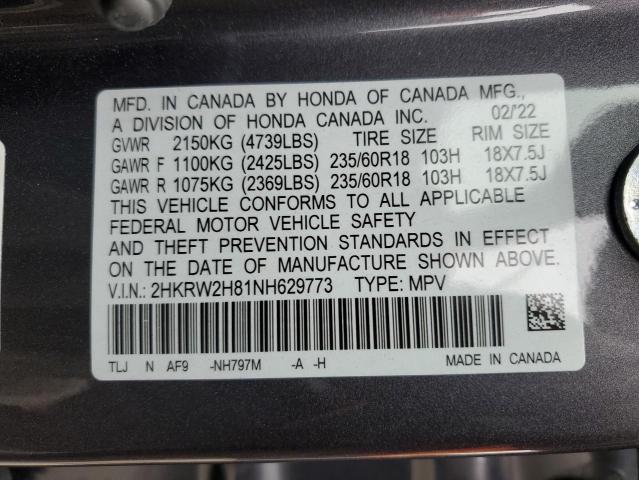 MFD. IN CANADA BY HONDA OF CANADA MFG.,
A DIVISION OF HONDA CANADA INC. 02/'22
GVWR 2150KG (4739LBS) TIRE SIZE RIM SIZE
GAWR F 1100KG (2425LBS) 235/60R18 103H 18X7.5J
GAWR R 1075KG (2369LBS) 235/60R18 103H 18X7.5J
THIS VEHICLE CONFORMS TO ALL APPLICABLE
FEDERAL MOTOR VEHICLE SAFETY
AND THEFT PREVENTION STANDARDS IN EFFECT
ON THE DATE OF MANUFACTURE SHOWN ABOVE.
V.I.N.: 2HKRW2H81NH629773 TYPE: MPV
TLJ N AF9 -NH797M -A -H MADE IN CANADA